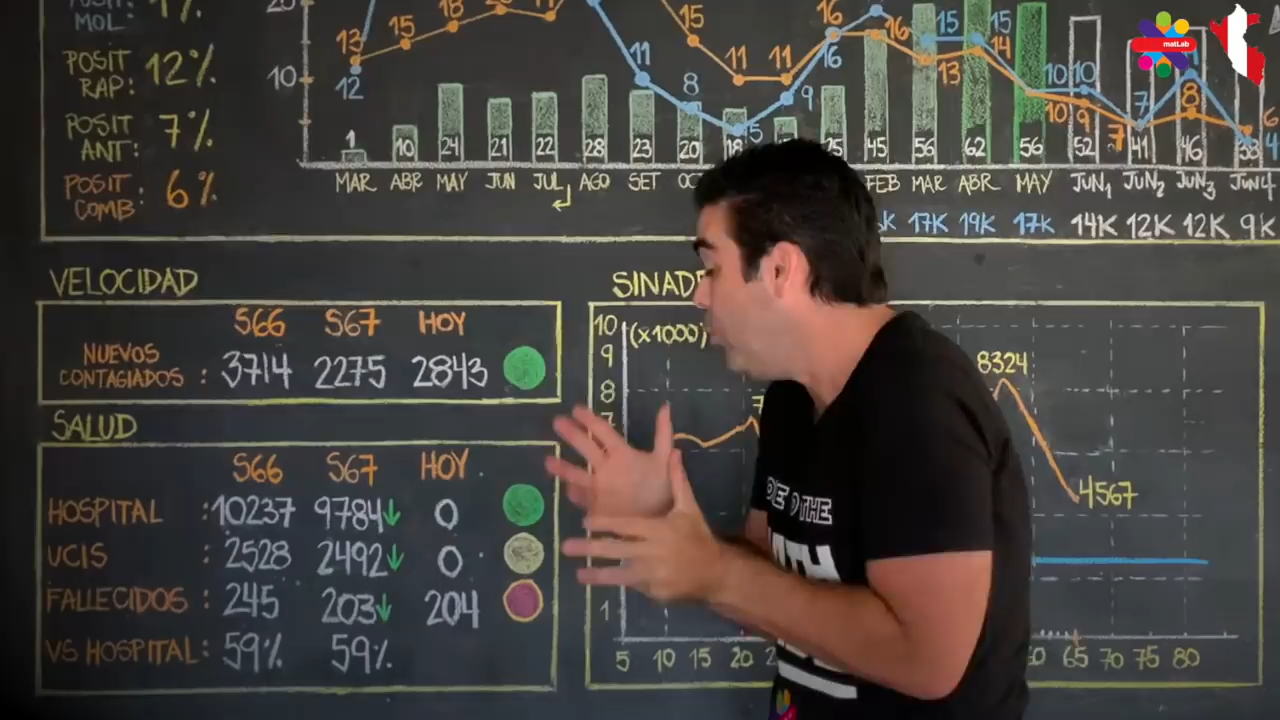 MOL:
POSIT
RAP: 12%
POSIT
ANT: 7%
POSIT
COMB: 6%
20
10
13 15 18
12
11 8 5 9
15 11 11
16 16 16
15 15
13 14
10 10
10 9 7
7 8
6
4
1 10 24 21 22 28 23 20 18 25 45 56 62 56 52 41 46 33
MAR ABR MAY JUN JUL AGO SET FEB MAR ABR MAY JUN1 JUN2 JUN3 JUN4
17K 19K 17K 14K 12K 12K 9K
matLab
VELOCIDAD
S66 S67 HOY
NUEVOS
CONTAGIADOS : 3714 2275 2843
SALUD
S66 S67 HOY
HOSPITAL : 10237 9784↓ 0
UCIS : 2528 2492↓ 0
FALLECIDOS : 245 203↓ 204
VS HOSPITAL: 59% 59%
(x1000)
10
9
8
7
1
8324
4567
5 10 15 20 65 70 75 80
THE